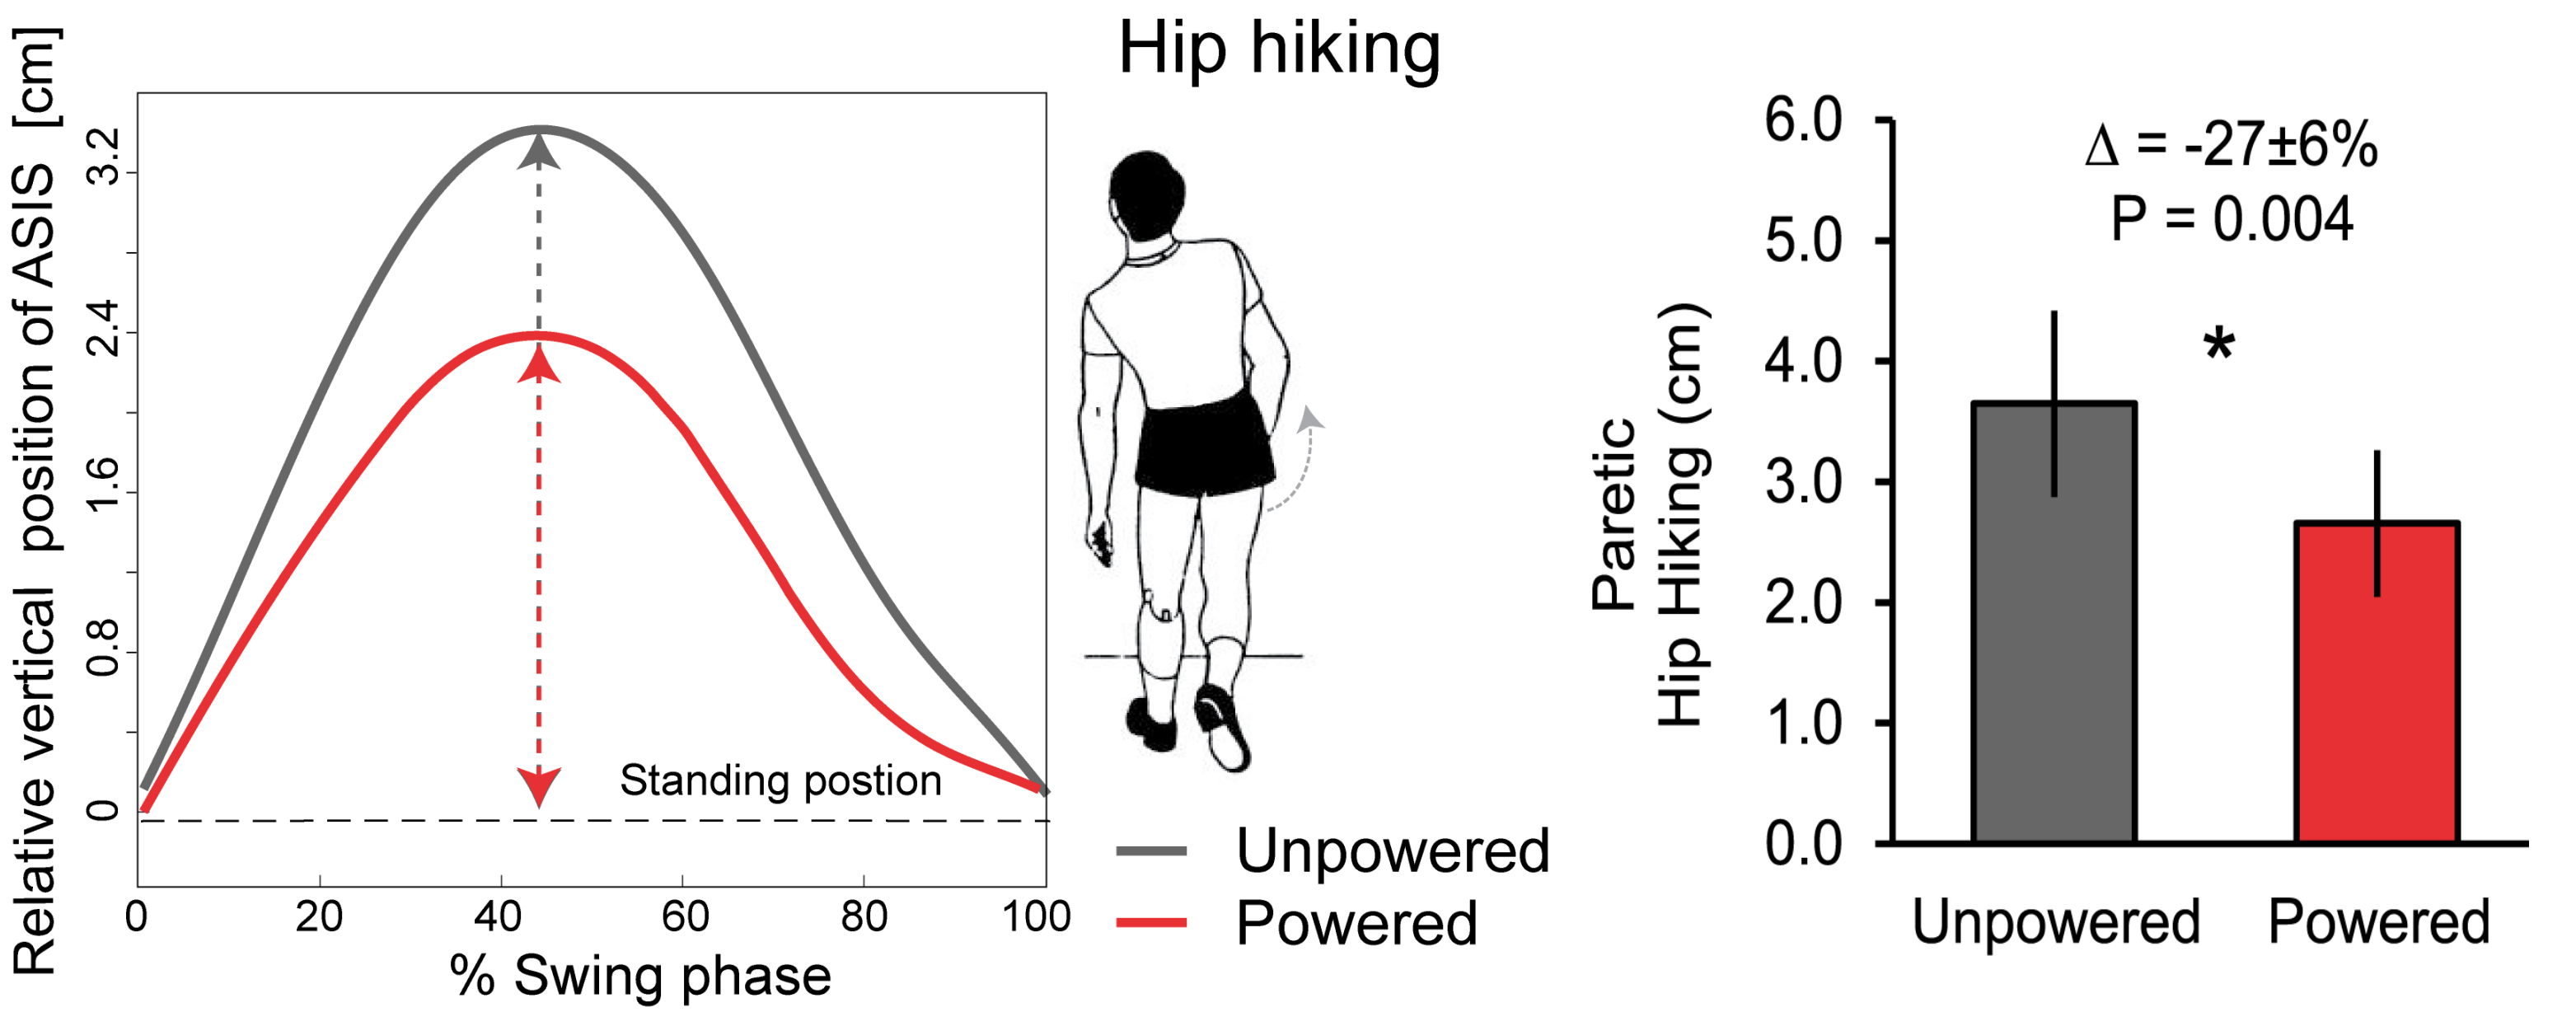 Hip hiking
Relative vertical position of ASIS [cm]
3.2
2.4
1.6
0.8
0
Standing postion
0 20 40 60 80 100
% Swing phase
Unpowered
Powered
Paretic
Hip Hiking (cm)
6.0
5.0
4.0
3.0
2.0
1.0
0.0
Δ = -27±6%
P = 0.004
*
Unpowered Powered